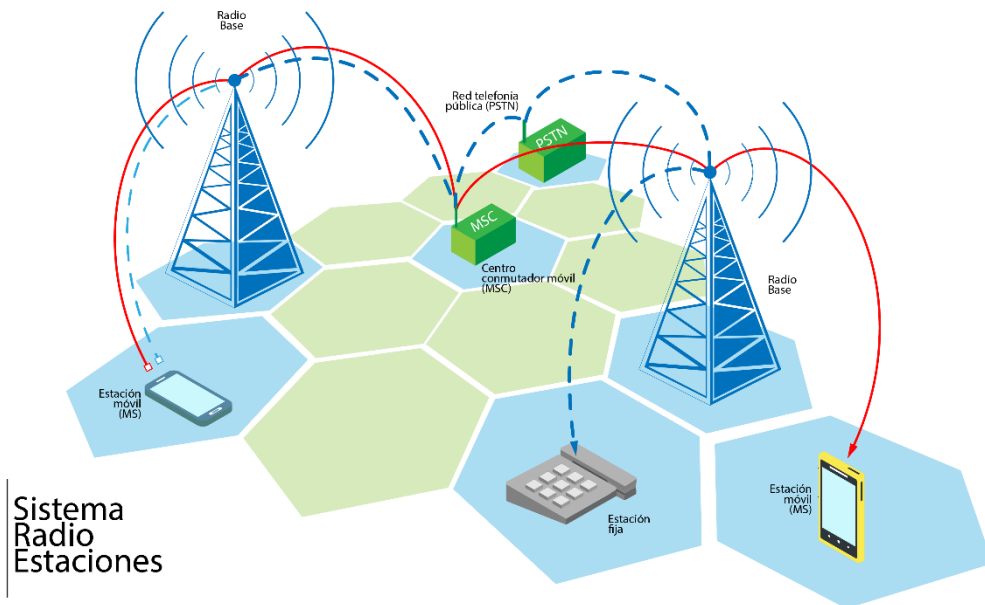 Radio
Base
Red telefonia
pública (PSTN)
PSTN
MSC
Centro
conmutador móvil
(MSC)
Radio
Base
Estación
móvil
(MS)
Estación
fija
Estación
móvil
(MS)
Sistema
Radio
Estaciones